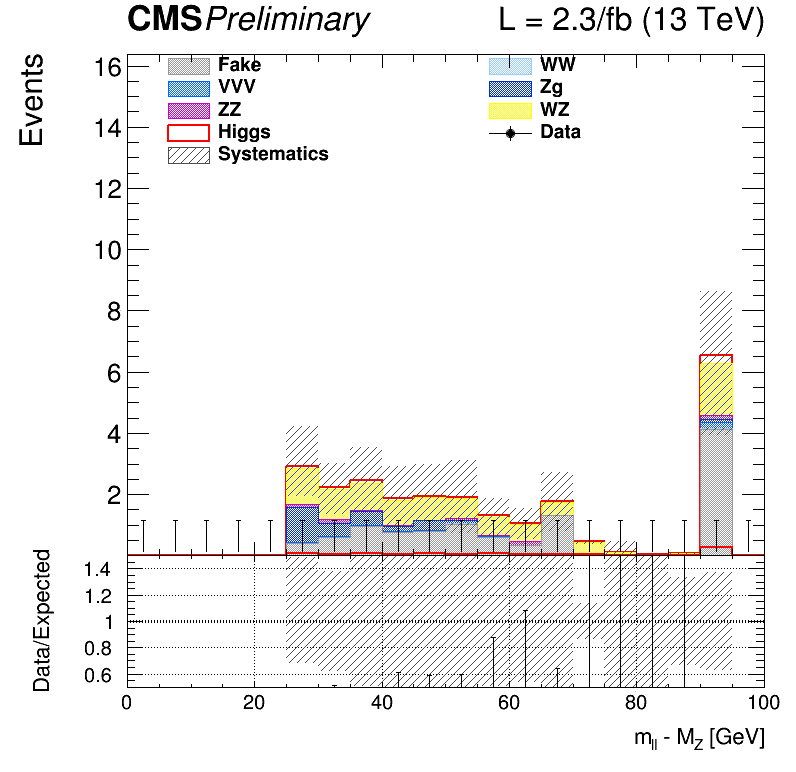 CMS Preliminary L = 2.3/fb (13 TeV)
Events
16
14
12
10
8
6
4
2
Fake
VVV
ZZ
Higgs
Systematics
WW
Zg
WZ
Data
Data/Expected
1.4
1.2
1
0.8
0.6
0 20 40 60 80 100
m_ll - M_Z [GeV]